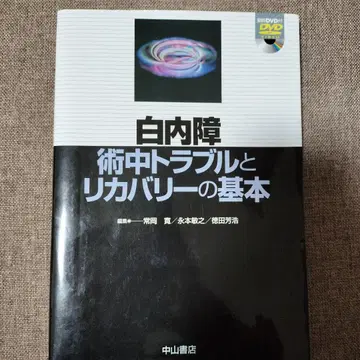 DVD
白内障
術中トラブルと
リカバリーの基本
常岡 寛/永本敏之/徳田芳浩
中山書店